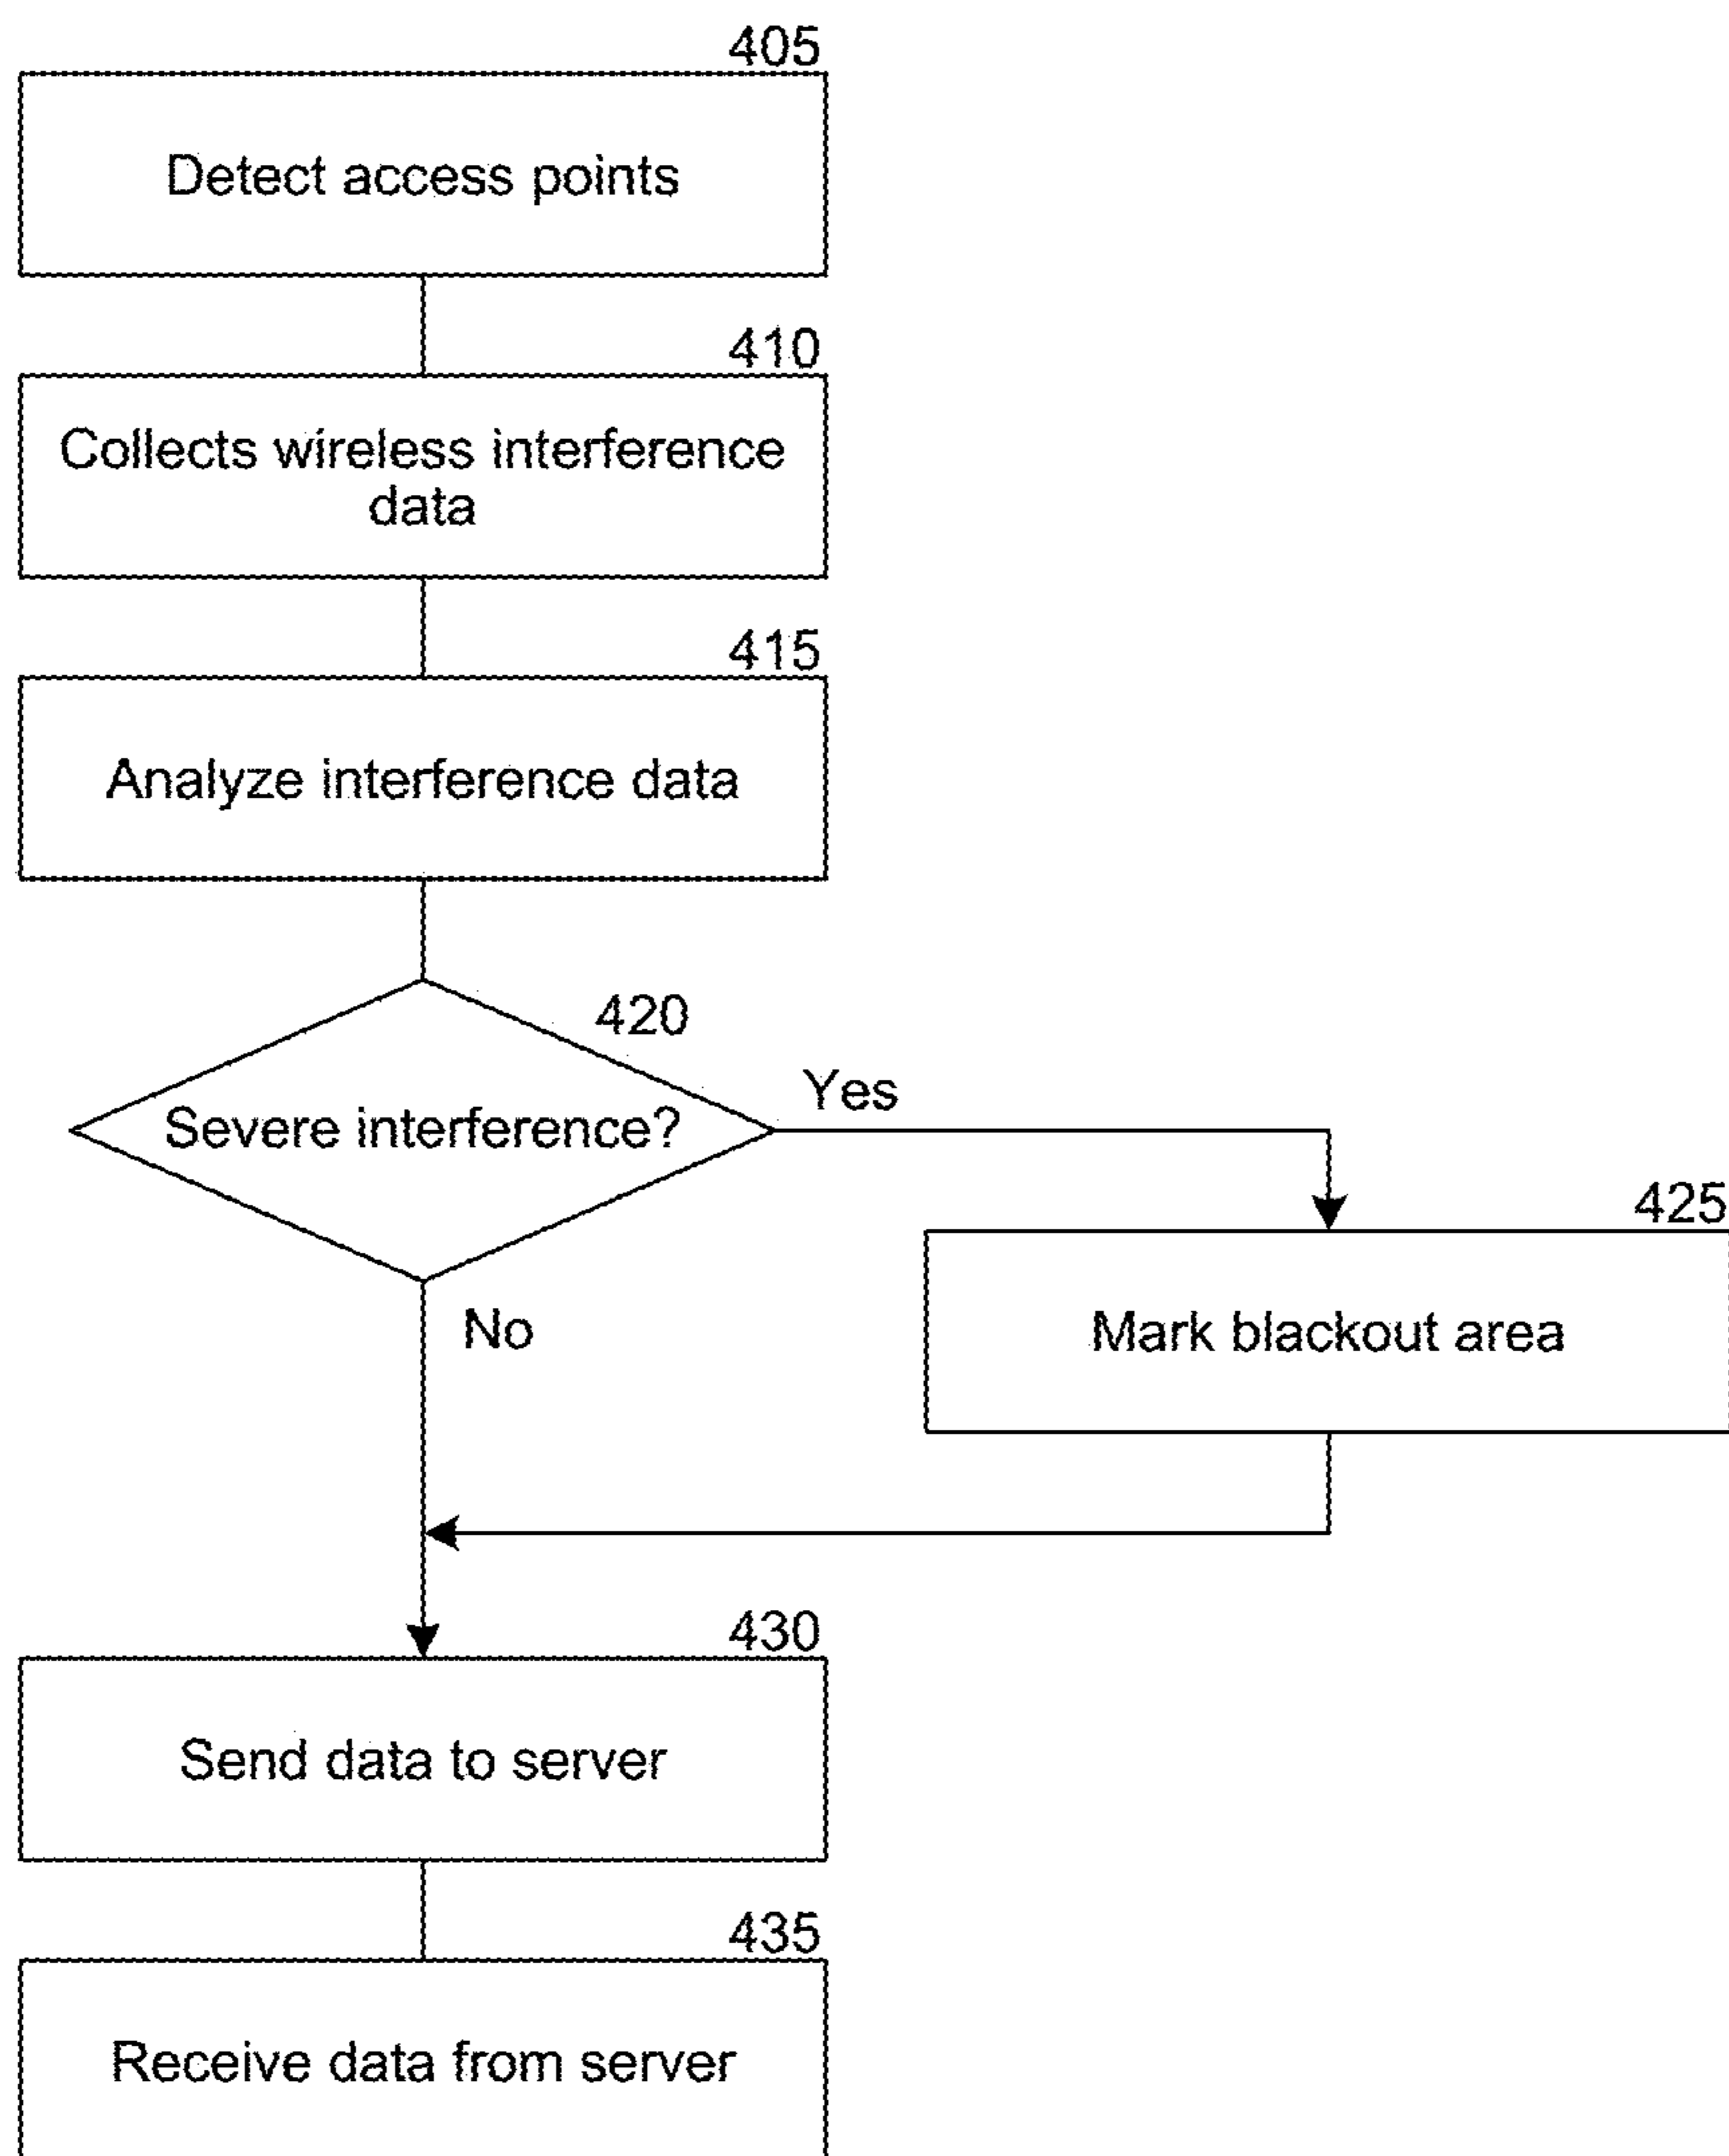 405
Detect access points
410
Collects wireless interference
data
415
Analyze interference data
420
Severe interference?
Yes
425
Mark blackout area
No
430
Send data to server
435
Receive data from server